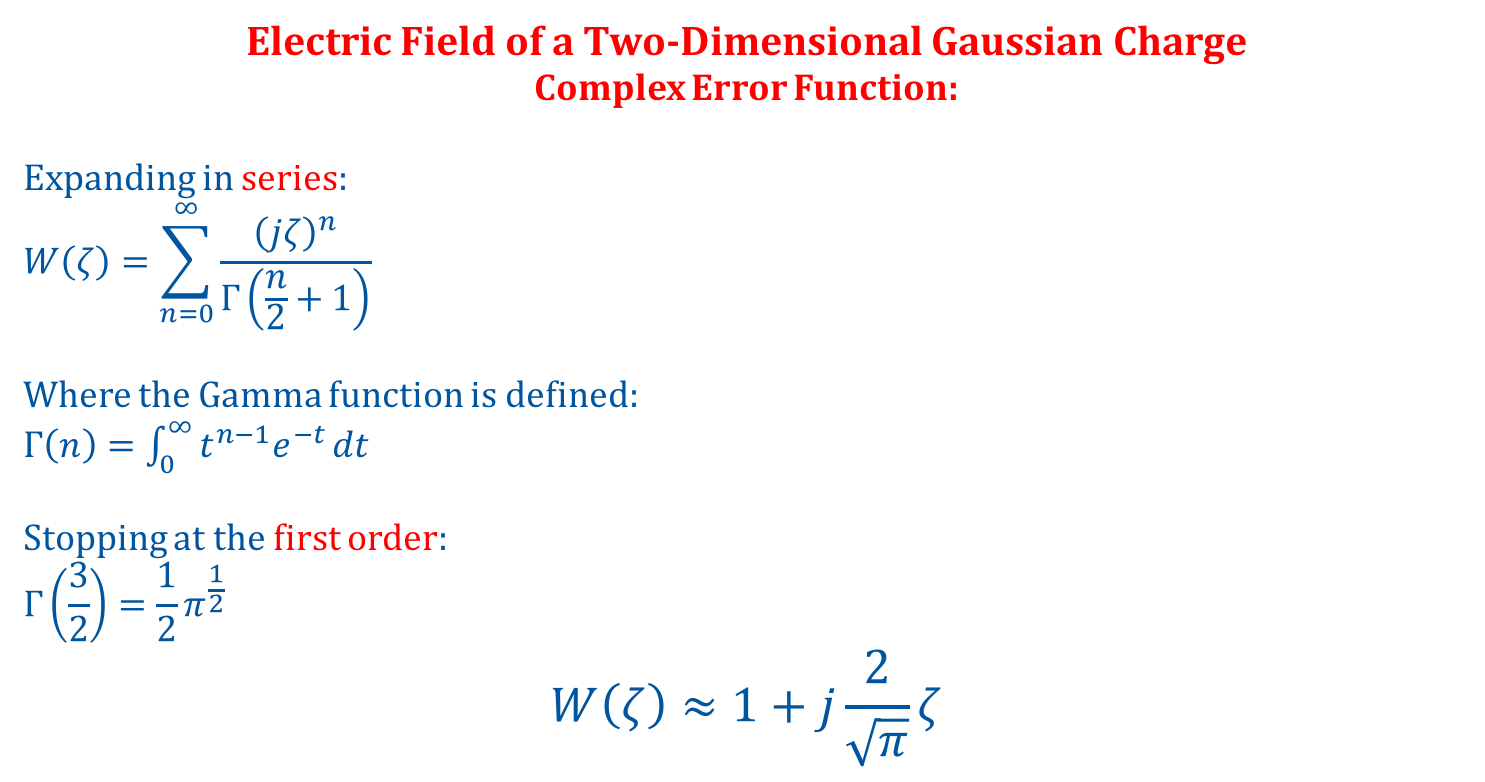 Electric Field of a Two-Dimensional Gaussian Charge
Complex Error Function:
Expanding in series:
W(ζ) = ∑_{n=0}^{∞} (jζ)^n / Γ(n/2 + 1)
Where the Gamma function is defined:
Γ(n) = ∫_0^∞ t^{n−1} e^{−t} dt
Stopping at the first order:
Γ(3/2) = 1/2 π^{1/2}
W(ζ) ≈ 1 + j 2/√π ζ